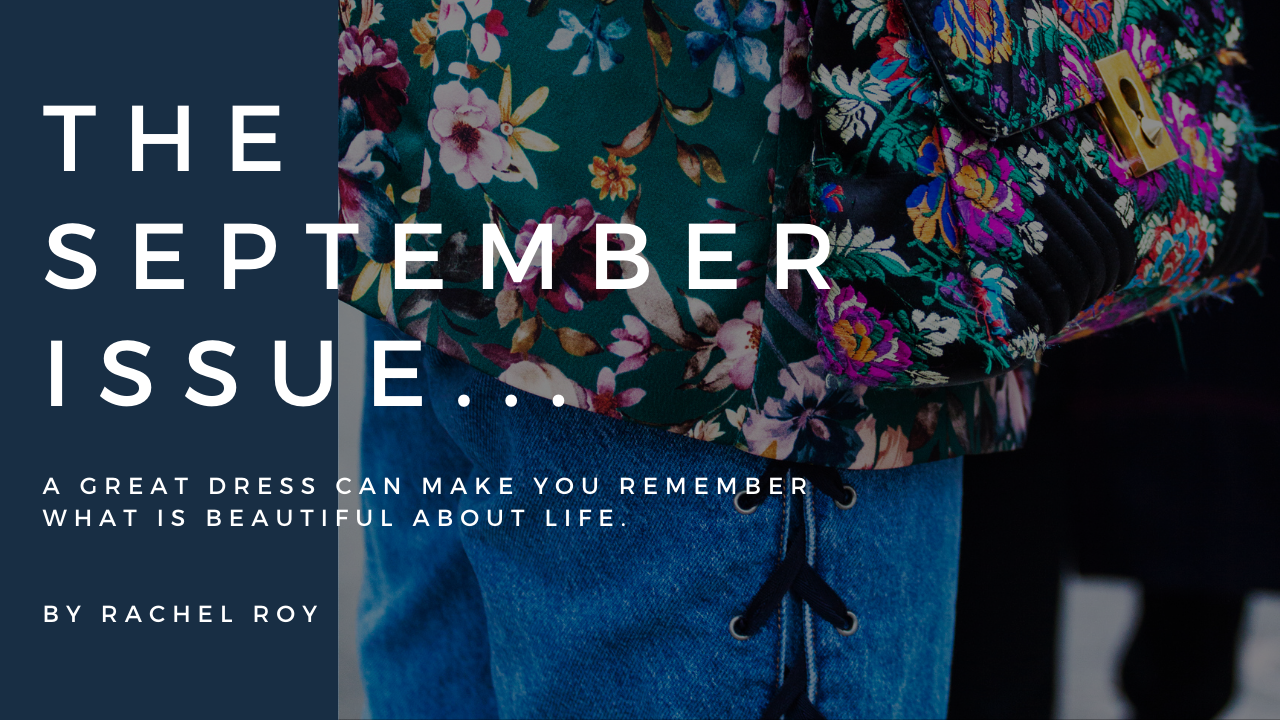 THE
SEPTEMBER
ISSUE...
A GREAT DRESS CAN MAKE YOU REMEMBER
WHAT IS BEAUTIFUL ABOUT LIFE.
BY RACHEL ROY